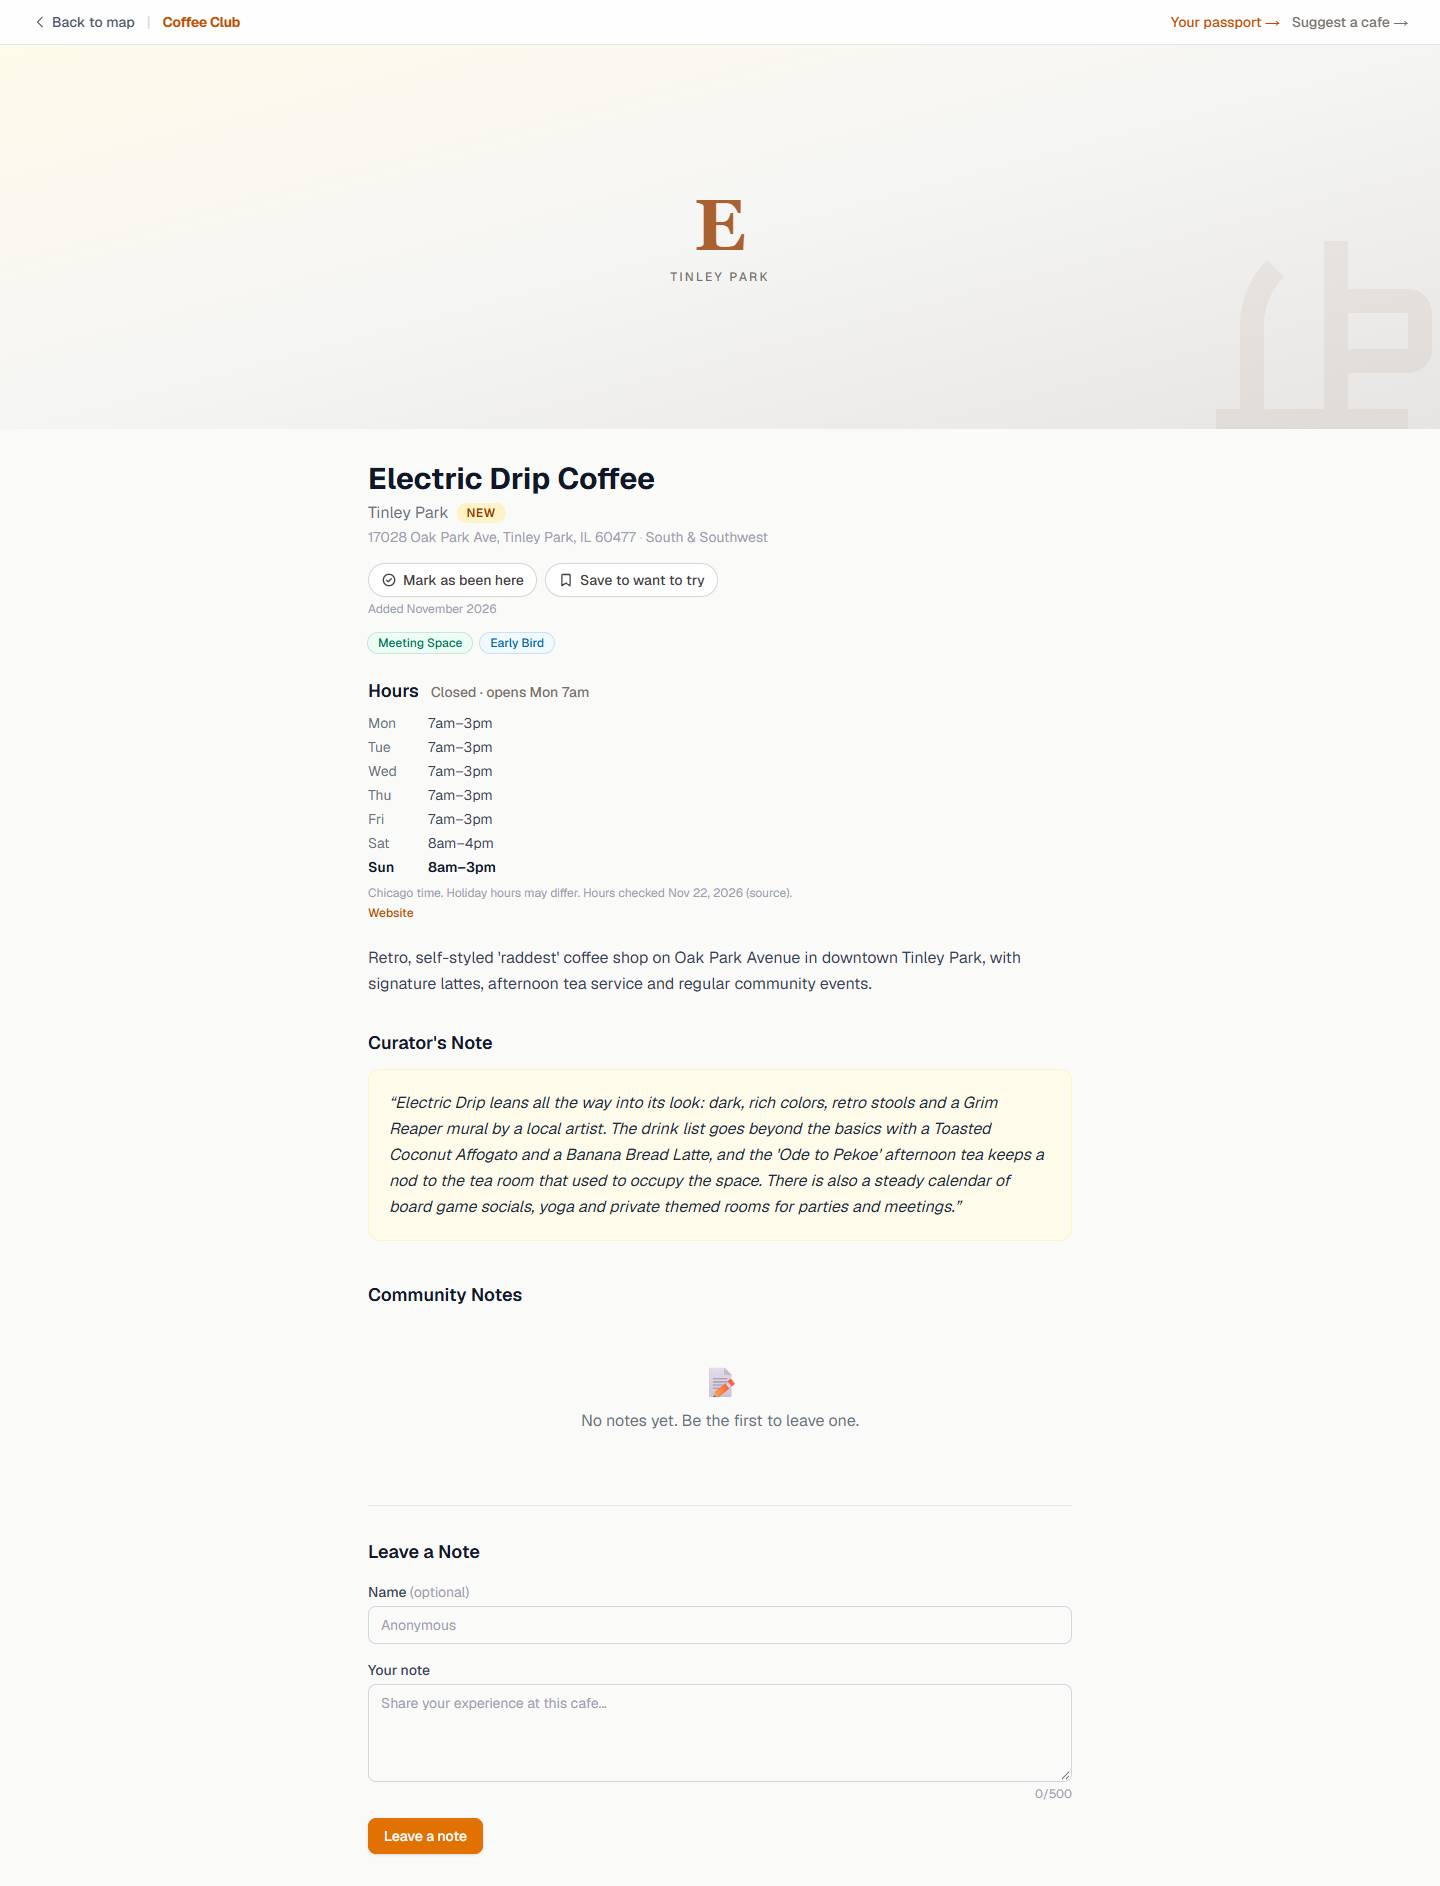 Back to map | Coffee Club
Your passport → Suggest a cafe →
E
TINLEY PARK
Electric Drip Coffee
Tinley Park NEW
17028 Oak Park Ave, Tinley Park, IL 60477 · South & Southwest
Mark as been here Save to want to try
Added November 2026
Meeting Space Early Bird
Hours Closed · opens Mon 7am
Mon 7am–3pm
Tue 7am–3pm
Wed 7am–3pm
Thu 7am–3pm
Fri 7am–3pm
Sat 8am–4pm
Sun 8am–3pm
Chicago time. Holiday hours may differ. Hours checked Nov 22, 2026 (source).
Website
Retro, self-styled 'raddest' coffee shop on Oak Park Avenue in downtown Tinley Park, with
signature lattes, afternoon tea service and regular community events.
Curator's Note
“Electric Drip leans all the way into its look: dark, rich colors, retro stools and a Grim
Reaper mural by a local artist. The drink list goes beyond the basics with a Toasted
Coconut Affogato and a Banana Bread Latte, and the 'Ode to Pekoe' afternoon tea keeps a
nod to the tea room that used to occupy the space. There is also a steady calendar of
board game socials, yoga and private themed rooms for parties and meetings.”
Community Notes
No notes yet. Be the first to leave one.
Leave a Note
Name (optional)
Anonymous
Your note
Share your experience at this cafe...
0/500
Leave a note